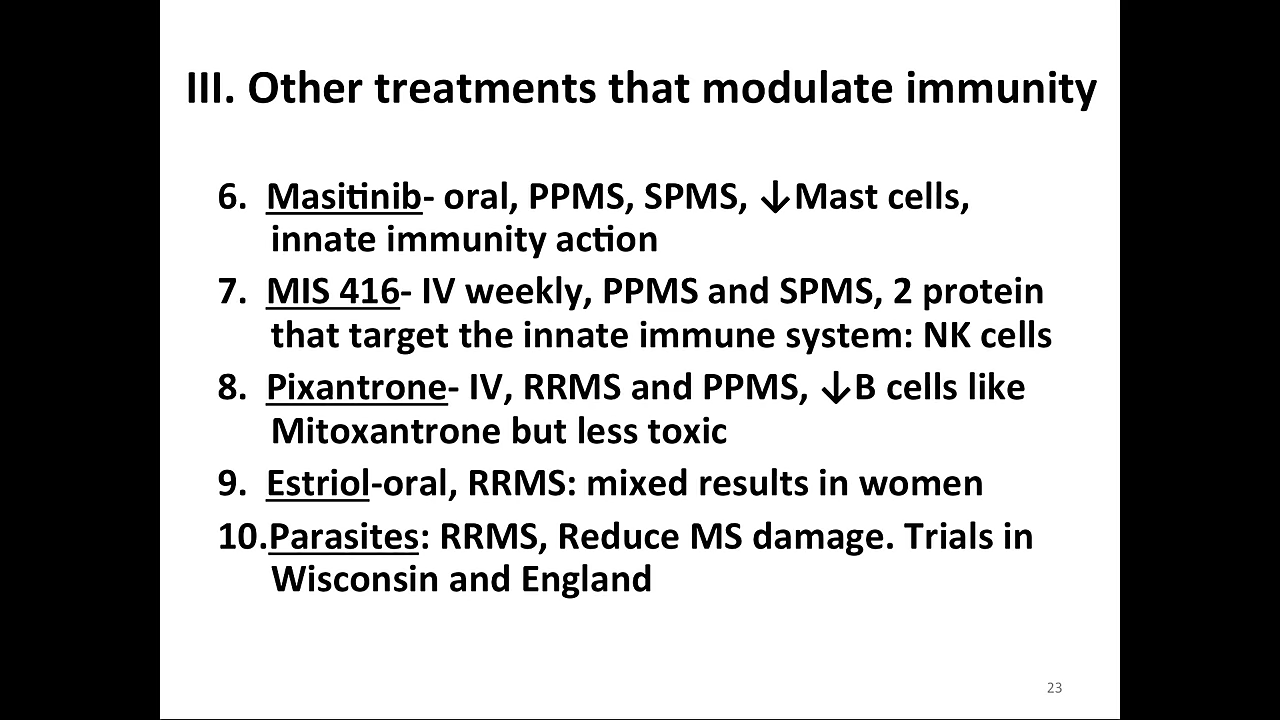 III. Other treatments that modulate immunity
6. Masitinib- oral, PPMS, SPMS, ↓Mast cells,
innate immunity action
7. MIS 416- IV weekly, PPMS and SPMS, 2 protein
that target the innate immune system: NK cells
8. Pixantrone- IV, RRMS and PPMS, ↓B cells like
Mitoxantrone but less toxic
9. Estriol-oral, RRMS: mixed results in women
10.Parasites: RRMS, Reduce MS damage. Trials in
Wisconsin and England
23